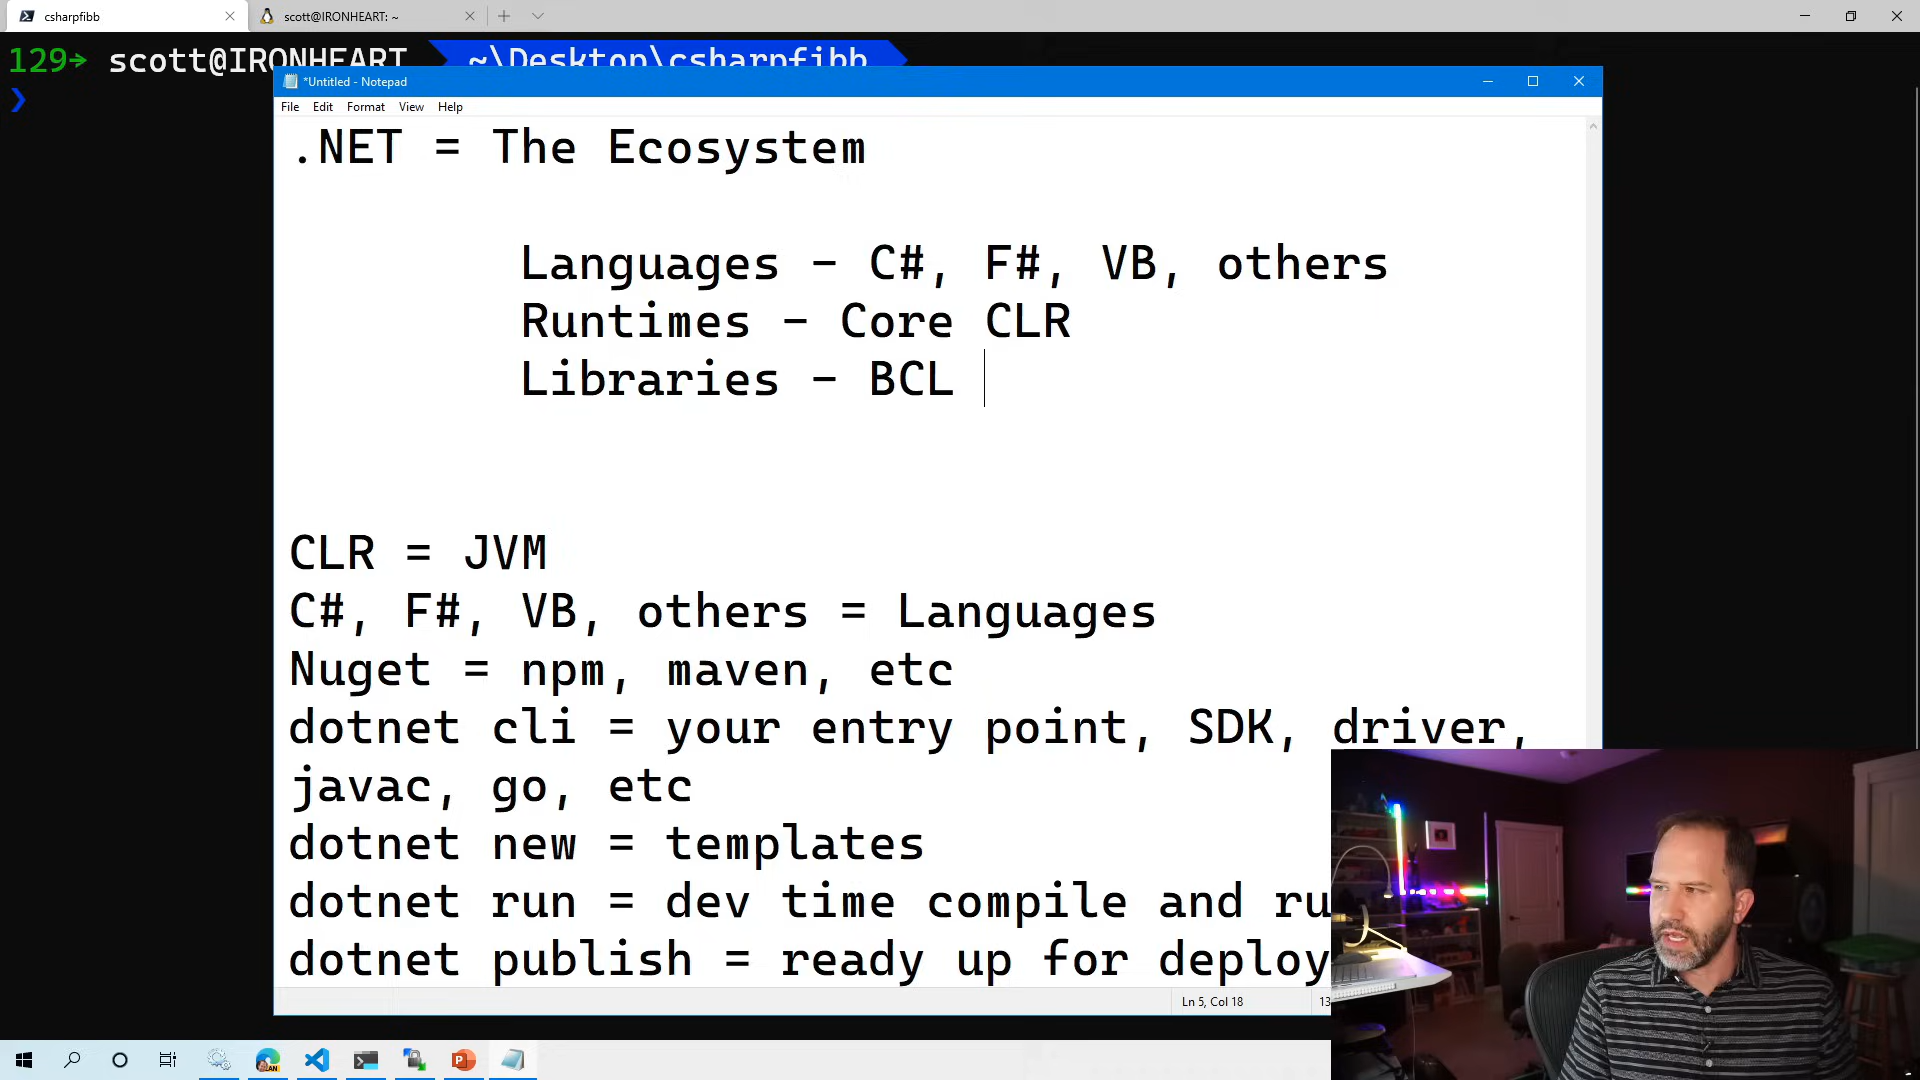 csharpfibb
scott@IRONHEART: ~
129→ scott@IRONHEART ~\Desktop\csharpfibb
❯
*Untitled - Notepad
File Edit Format View Help
.NET = The Ecosystem
Languages - C#, F#, VB, others
Runtimes - Core CLR
Libraries - BCL
CLR = JVM
C#, F#, VB, others = Languages
Nuget = npm, maven, etc
dotnet cli = your entry point, SDK, driver,
javac, go, etc
dotnet new = templates
dotnet run = dev time compile and ru
dotnet publish = ready up for deploy
Ln 5, Col 18
13